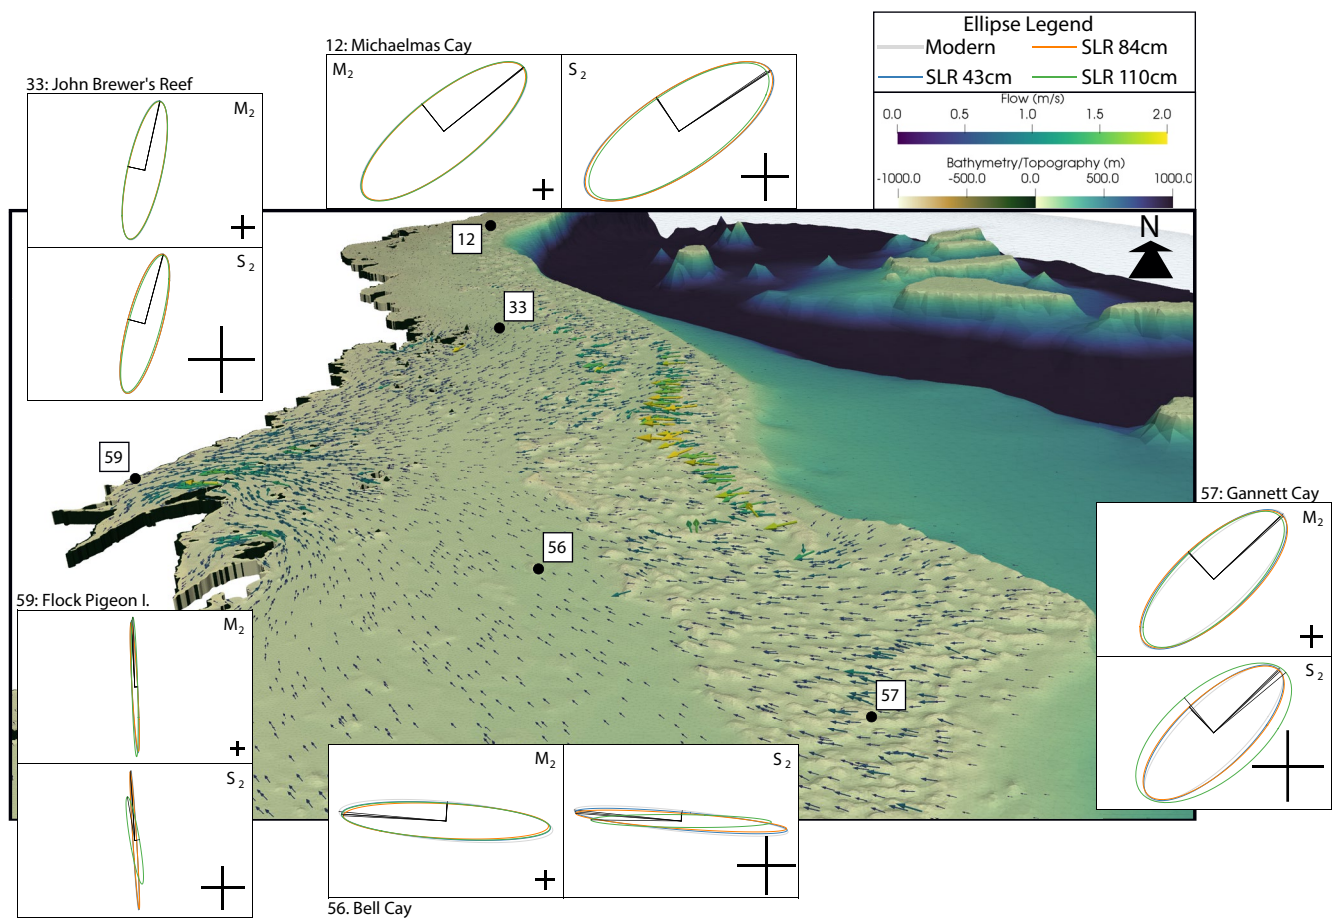 Ellipse Legend
Modern
SLR 84cm
SLR 43cm
SLR 110cm
Flow (m/s)
0.0 0.5 1.0 1.5 2.0
Bathymetry/Topography (m)
-1000.0 -500.0 0.0 500.0 1000.0
12: Michaelmas Cay
M2
S2
33: John Brewer's Reef
M2
S2
N
12
33
59
56
57
57: Gannett Cay
M2
S2
59: Flock Pigeon I.
M2
S2
M2
S2
56. Bell Cay